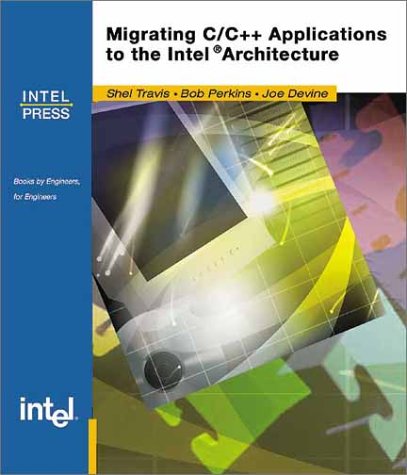 Migrating C/C++ Applications
to the Intel ® Architecture
Shel Travis • Bob Perkins • Joe Devine
INTEL
PRESS
Books by Engineers,
for Engineers
intel®